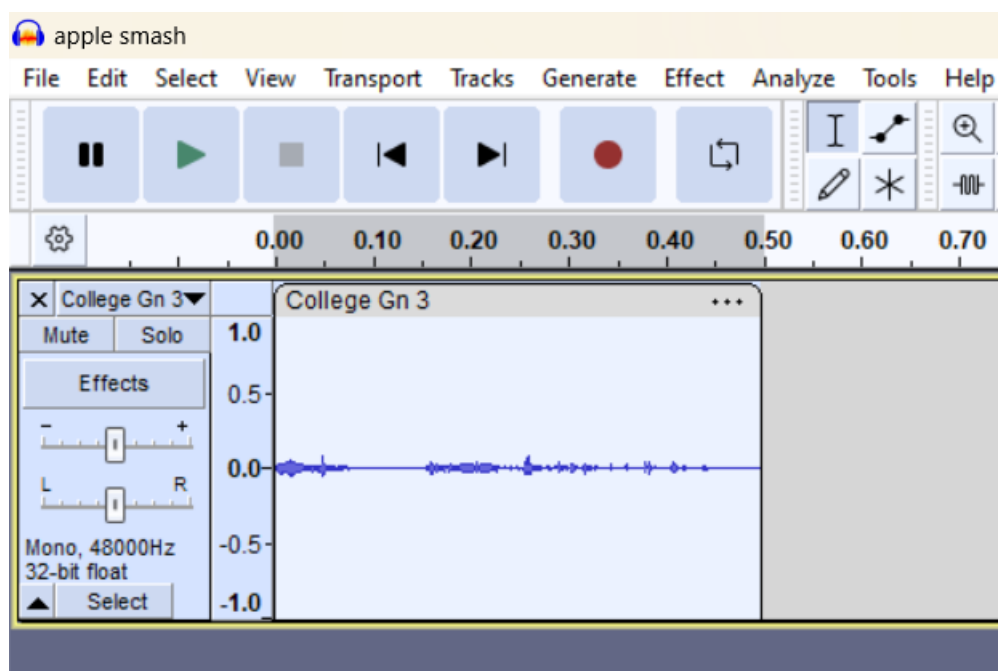 apple smash
File Edit Select View Transport Tracks Generate Effect Analyze Tools Help
0.00 0.10 0.20 0.30 0.40 0.50 0.60 0.70
College Gn 3
College Gn 3
Mute Solo
1.0
Effects
0.5
- +
0.0
L R
Mono, 48000Hz
-0.5
32-bit float
Select
-1.0